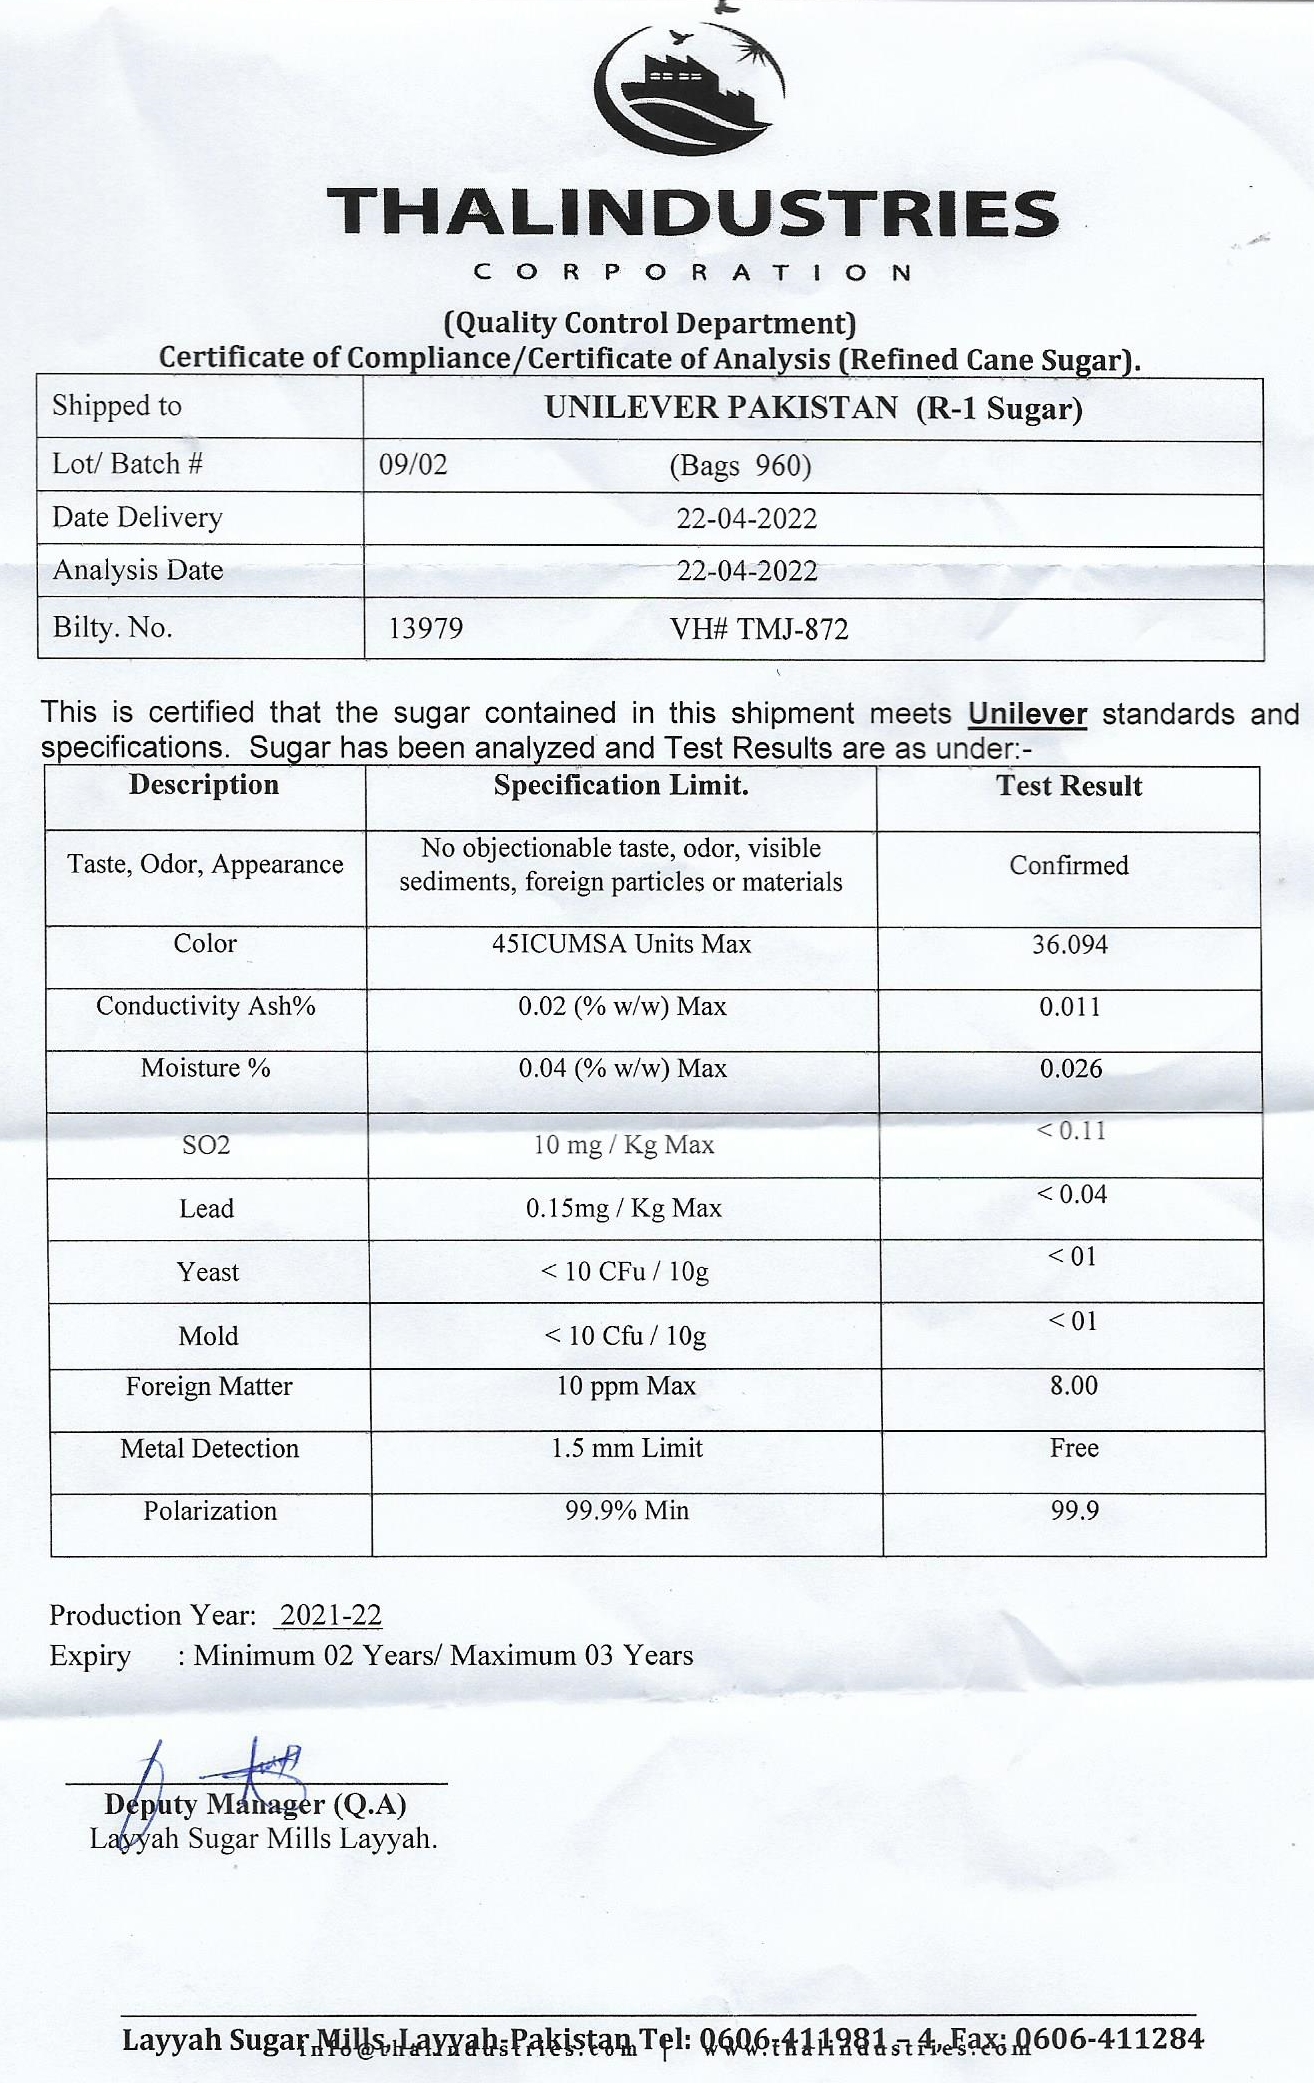 THALINDUSTRIES
CORPORATION
(Quality Control Department)
Certificate of Compliance/Certificate of Analysis (Refined Cane Sugar).
Shipped to UNILEVER PAKISTAN (R-1 Sugar)
Lot/ Batch # 09/02 (Bags 960)
Date Delivery 22-04-2022
Analysis Date 22-04-2022
Bilty. No. 13979 VH# TMJ-872
This is certified that the sugar contained in this shipment meets Unilever standards and
specifications. Sugar has been analyzed and Test Results are as under:-
Description Specification Limit. Test Result
Taste, Odor, Appearance No objectionable taste, odor, visible sediments, foreign particles or materials Confirmed
Color 45ICUMSA Units Max 36.094
Conductivity Ash% 0.02 (% w/w) Max 0.011
Moisture % 0.04 (% w/w) Max 0.026
SO2 10 mg / Kg Max < 0.11
Lead 0.15mg / Kg Max < 0.04
Yeast < 10 CFu / 10g < 01
Mold < 10 Cfu / 10g < 01
Foreign Matter 10 ppm Max 8.00
Metal Detection 1.5 mm Limit Free
Polarization 99.9% Min 99.9
Production Year: 2021-22
Expiry : Minimum 02 Years/ Maximum 03 Years
Deputy Manager (Q.A)
Layyah Sugar Mills Layyah.
Layyah Sugar Mills, Layyah-Pakistan Tel: 0606-411981 – 4, Fax: 0606-411284
info@thalindustries.com | www.thalindustries.com